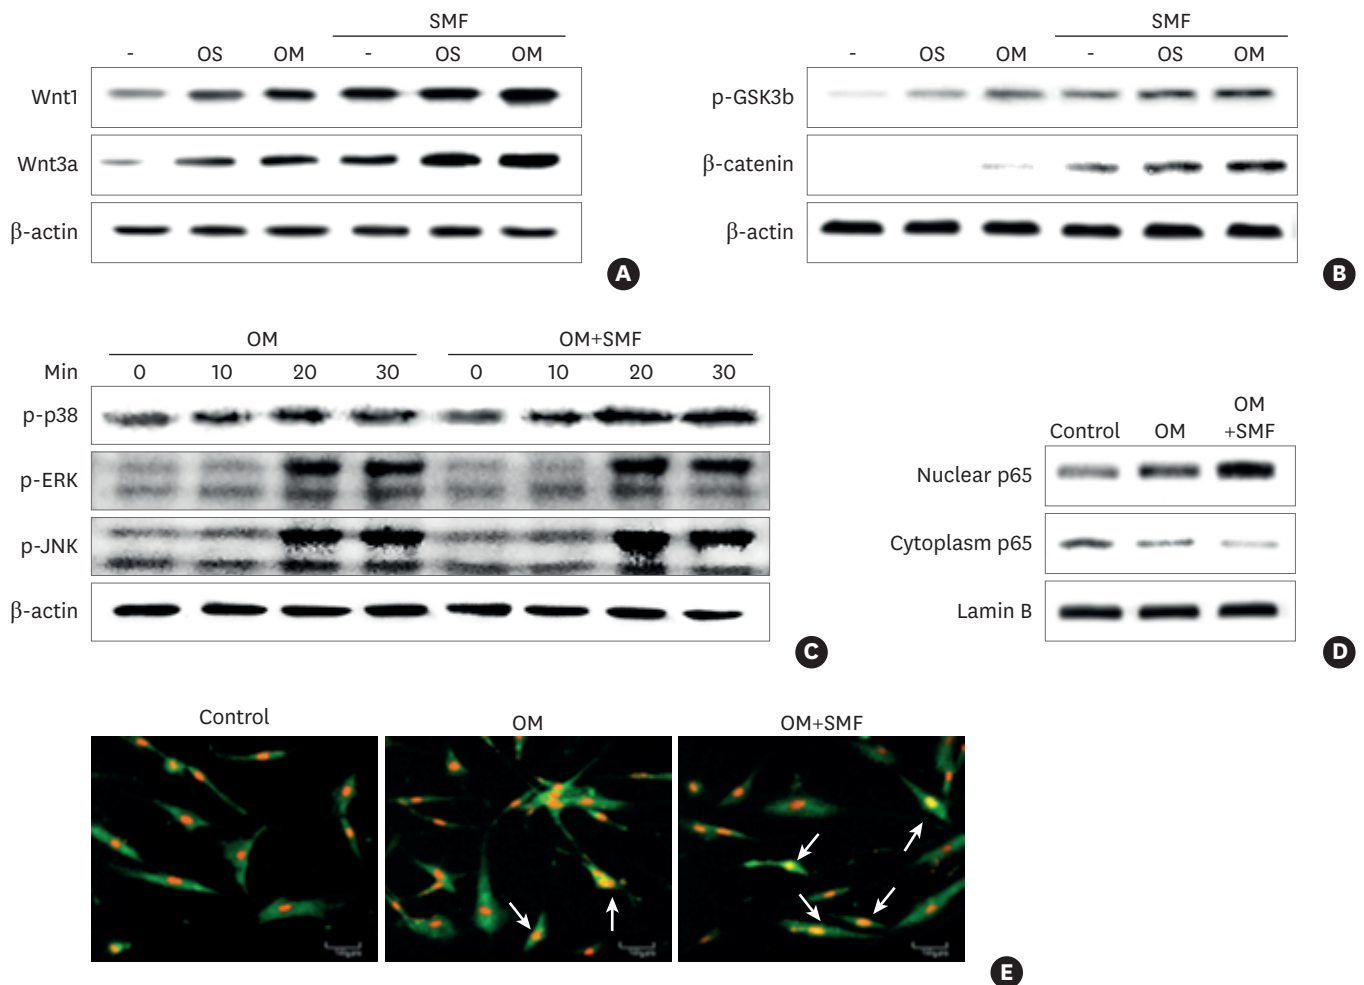 SMF
- OS OM - OS OM
Wnt1
Wnt3a
β-actin
A
SMF
- OS OM - OS OM
p-GSK3b
β-catenin
β-actin
B
OM OM+SMF
Min 0 10 20 30 0 10 20 30
p-p38
p-ERK
p-JNK
β-actin
C
OM
Control OM +SMF
Nuclear p65
Cytoplasm p65
Lamin B
D
Control OM OM+SMF
E